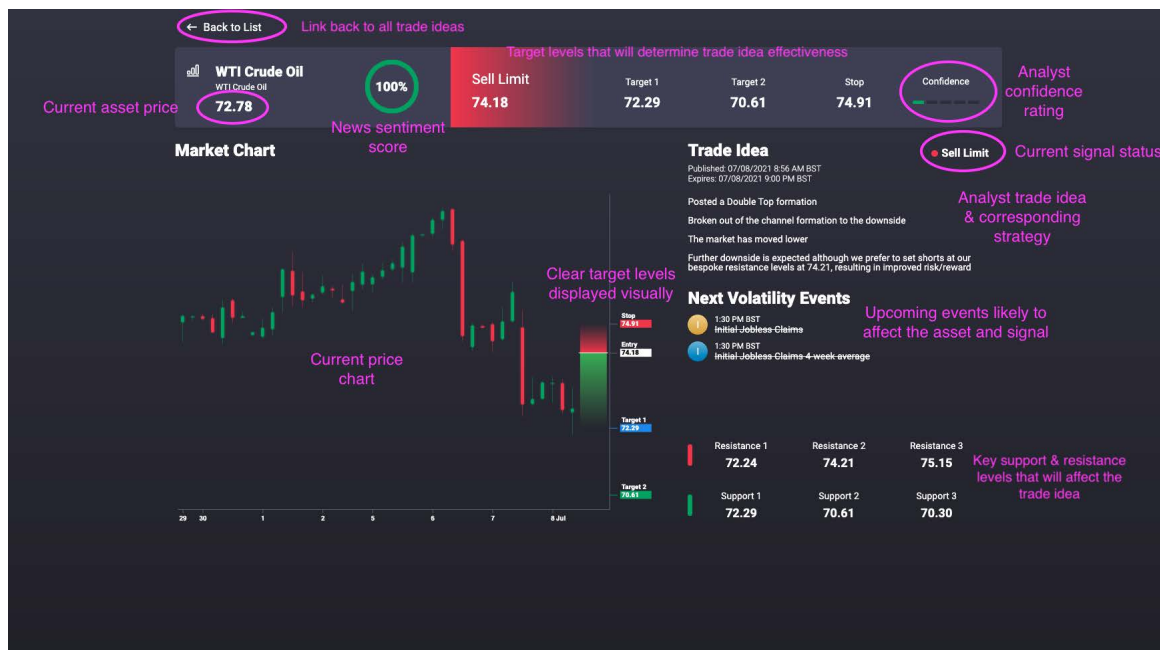 ← Back to List
Link back to all trade ideas
Target levels that will determine trade idea effectiveness
WTI Crude Oil
WTI Crude Oil
72.78
Current asset price
100%
News sentiment
score
Sell Limit
74.18
Target 1
72.29
Target 2
70.61
Stop
74.91
Confidence
Analyst
confidence
rating
Market Chart
Clear target levels
displayed visually
Current price
chart
Stop
74.91
Entry
74.18
Target 1
72.29
Target 2
70.61
29 30 1 2 5 6 7 8 Jul
Trade Idea
Published: 07/08/2021 8:56 AM BST
Expires: 07/08/2021 9:00 PM BST
Sell Limit
Current signal status
Posted a Double Top formation
Broken out of the channel formation to the downside
The market has moved lower
Further downside is expected although we prefer to set shorts at our
bespoke resistance levels at 74.21, resulting in improved risk/reward
Analyst trade idea
& corresponding
strategy
Next Volatility Events
I
1:30 PM BST
Initial Jobless Claims
I
1:30 PM BST
Initial Jobless Claims 4-week average
Upcoming events likely to
affect the asset and signal
Resistance 1 Resistance 2 Resistance 3
72.24 74.21 75.15
Support 1 Support 2 Support 3
72.29 70.61 70.30
Key support & resistance
levels that will affect the
trade idea